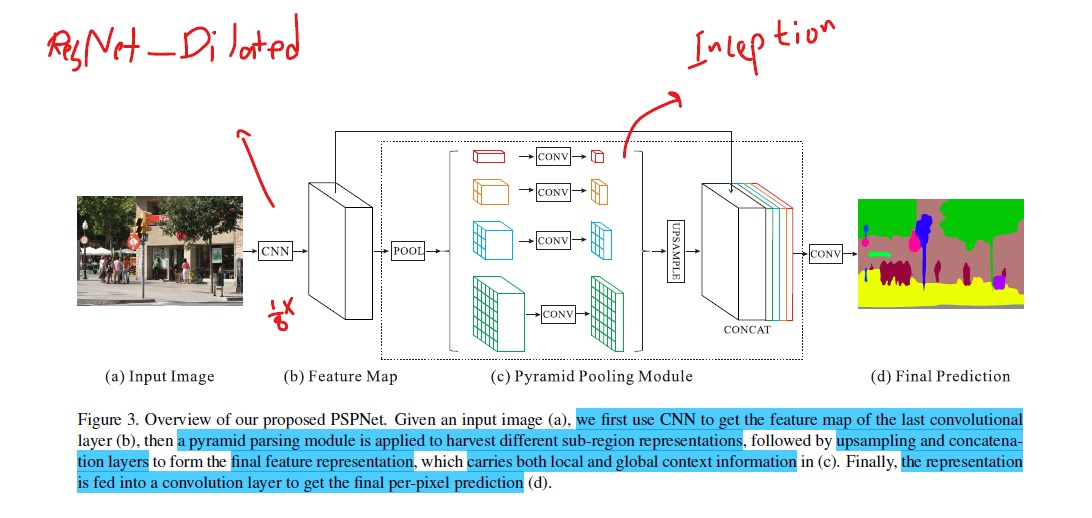 ResNet_Dilated
Inception
CONV
CONV
CNN
POOL
CONV
UPSAMPLE
CONV
CONV
1/8 x
CONCAT
(a) Input Image
(b) Feature Map
(c) Pyramid Pooling Module
(d) Final Prediction
Figure 3. Overview of our proposed PSPNet. Given an input image (a), we first use CNN to get the feature map of the last convolutional
layer (b), then a pyramid parsing module is applied to harvest different sub-region representations, followed by upsampling and concatena-
tion layers to form the final feature representation, which carries both local and global context information in (c). Finally, the representation
is fed into a convolution layer to get the final per-pixel prediction (d).